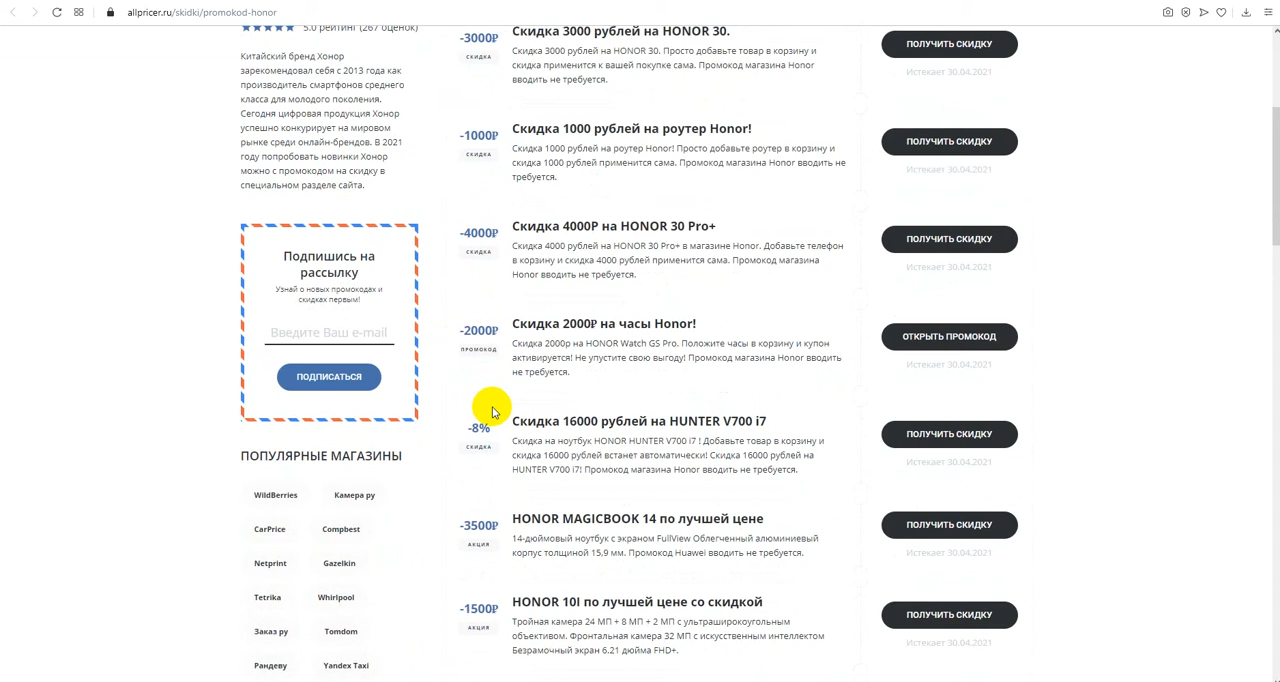 allpricer.ru/skidki/promokod-honor
5.0 рейтинг (267 оценок)
Китайский бренд Хонор
зарекомендовал себя с 2013 года как
производитель смартфонов среднего
класса для молодого поколения.
Сегодня цифровая продукция Хонор
успешно конкурирует на мировом
рынке среди онлайн-брендов. В 2021
году попробовать новинки Хонор
можно с промокодом на скидку в
специальном разделе сайта.
Подпишись на
рассылку
Узнай о новых промокодах и
скидках первым!
Введите Ваш e-mail
ПОДПИСАТЬСЯ
ПОПУЛЯРНЫЕ МАГАЗИНЫ
WildBerries Камера ру
CarPrice Compbest
Netprint Gazelkin
Tetrika Whirlpool
Заказ ру Tomdom
Рандеву Yandex Taxi
-3000₽
СКИДКА
Скидка 3000 рублей на HONOR 30.
Скидка 3000 рублей на HONOR 30. Просто добавьте товар в корзину и
скидка применится к вашей покупке сама. Промокод магазина Honor
вводить не требуется.
ПОЛУЧИТЬ СКИДКУ
Истекает 30.04.2021
-1000₽
СКИДКА
Скидка 1000 рублей на роутер Honor!
Скидка 1000 рублей на роутер Honor! Просто добавьте роутер в корзину и
скидка 1000 рублей применится сама. Промокод магазина Honor вводить не
требуется.
ПОЛУЧИТЬ СКИДКУ
Истекает 30.04.2021
-4000₽
СКИДКА
Скидка 4000Р на HONOR 30 Pro+
Скидка 4000 рублей на HONOR 30 Pro+ в магазине Honor. Добавьте телефон
в корзину и скидка 4000 рублей применится сама. Промокод магазина
Honor вводить не требуется.
ПОЛУЧИТЬ СКИДКУ
Истекает 30.04.2021
-2000₽
ПРОМОКОД
Скидка 2000₽ на часы Honor!
Скидка 2000р на HONOR Watch GS Pro. Положите часы в корзину и купон
активируется! Не упустите свою выгоду! Промокод магазина Honor вводить
не требуется.
ОТКРЫТЬ ПРОМОКОД
Истекает 30.04.2021
-8%
СКИДКА
Скидка 16000 рублей на HUNTER V700 i7
Скидка на ноутбук HONOR HUNTER V700 i7 ! Добавьте товар в корзину и
скидка 16000 рублей встанет автоматически! Скидка 16000 рублей на
HUNTER V700 i7! Промокод магазина Honor вводить не требуется.
ПОЛУЧИТЬ СКИДКУ
Истекает 30.04.2021
-3500₽
АКЦИЯ
HONOR MAGICBOOK 14 по лучшей цене
14-дюймовый ноутбук с экраном FullView Облегченный алюминиевый
корпус толщиной 15.9 мм. Промокод Huawei вводить не требуется.
ПОЛУЧИТЬ СКИДКУ
Истекает 30.04.2021
-1500₽
АКЦИЯ
HONOR 10I по лучшей цене со скидкой
Тройная камера 24 МП + 8 МП + 2 МП с ультраширокоугольным
объективом. Фронтальная камера 32 МП с искусственным интеллектом
Безрамочный экран 6.21 дюйма FHD+.
ПОЛУЧИТЬ СКИДКУ
Истекает 30.04.2021